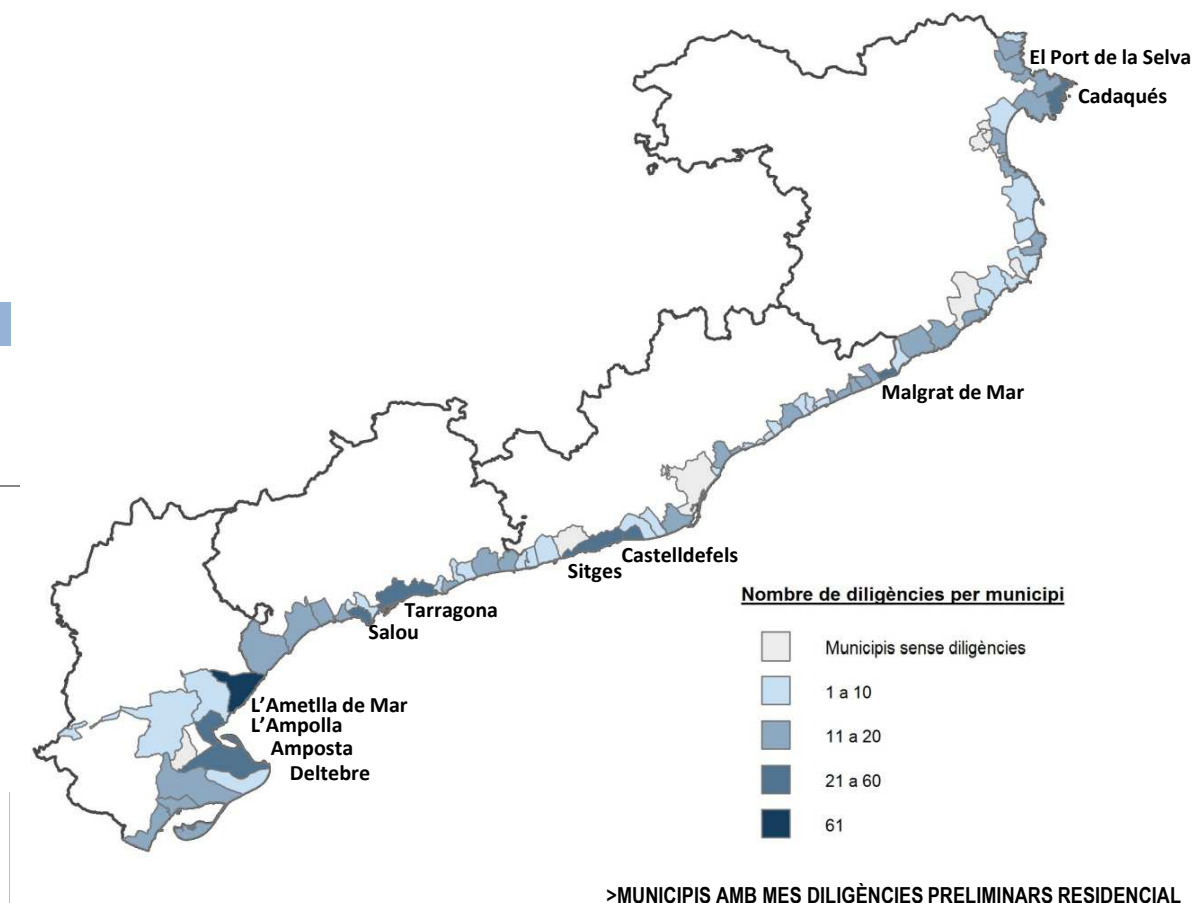 El Port de la Selva
Cadaqués
Malgrat de Mar
Castelldefels
Sitges
Tarragona
Salou
L'Ametlla de Mar
L'Ampolla
Amposta
Deltebre
Nombre de diligències per municipi
Municipis sense diligències
1 a 10
11 a 20
21 a 60
61
>MUNICIPIS AMB MES DILIGÈNCIES PRELIMINARS RESIDENCIAL